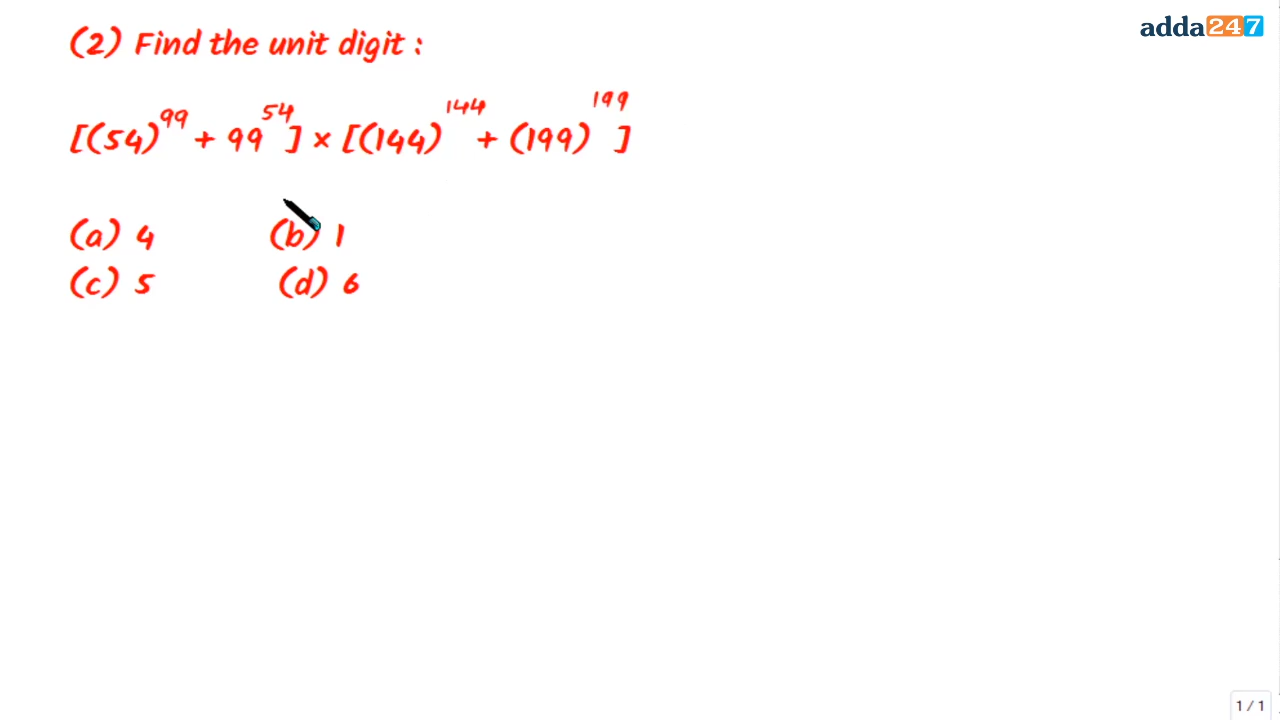 adda247
(2) Find the unit digit :
[(54)^99 + 99^54] × [(144)^144 + (199)^199]
(a) 4 (b) 1
(c) 5 (d) 6
1 / 1